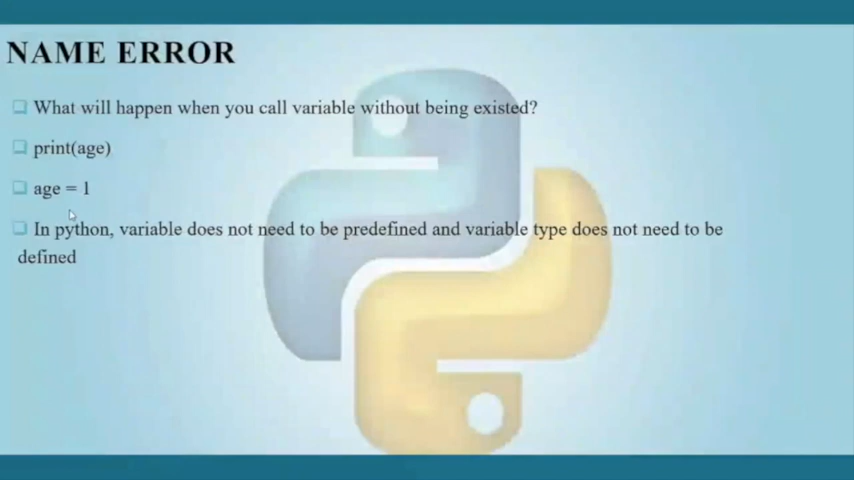 NAME ERROR
What will happen when you call variable without being existed?
print(age)
age = 1
In python, variable does not need to be predefined and variable type does not need to be
defined